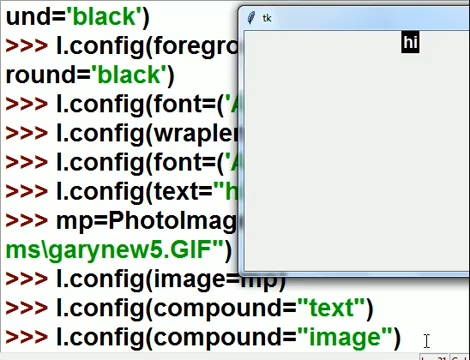 und='black')
>>> l.config(foregro
round='black')
>>> l.config(font=('A
>>> l.config(wraplen
>>> l.config(font=('A
>>> l.config(text="h
>>> mp=PhotoImag
ms\garynew5.GIF")
>>> l.config(image=mp)
>>> l.config(compound="text")
>>> l.config(compound="image")
tk
hi